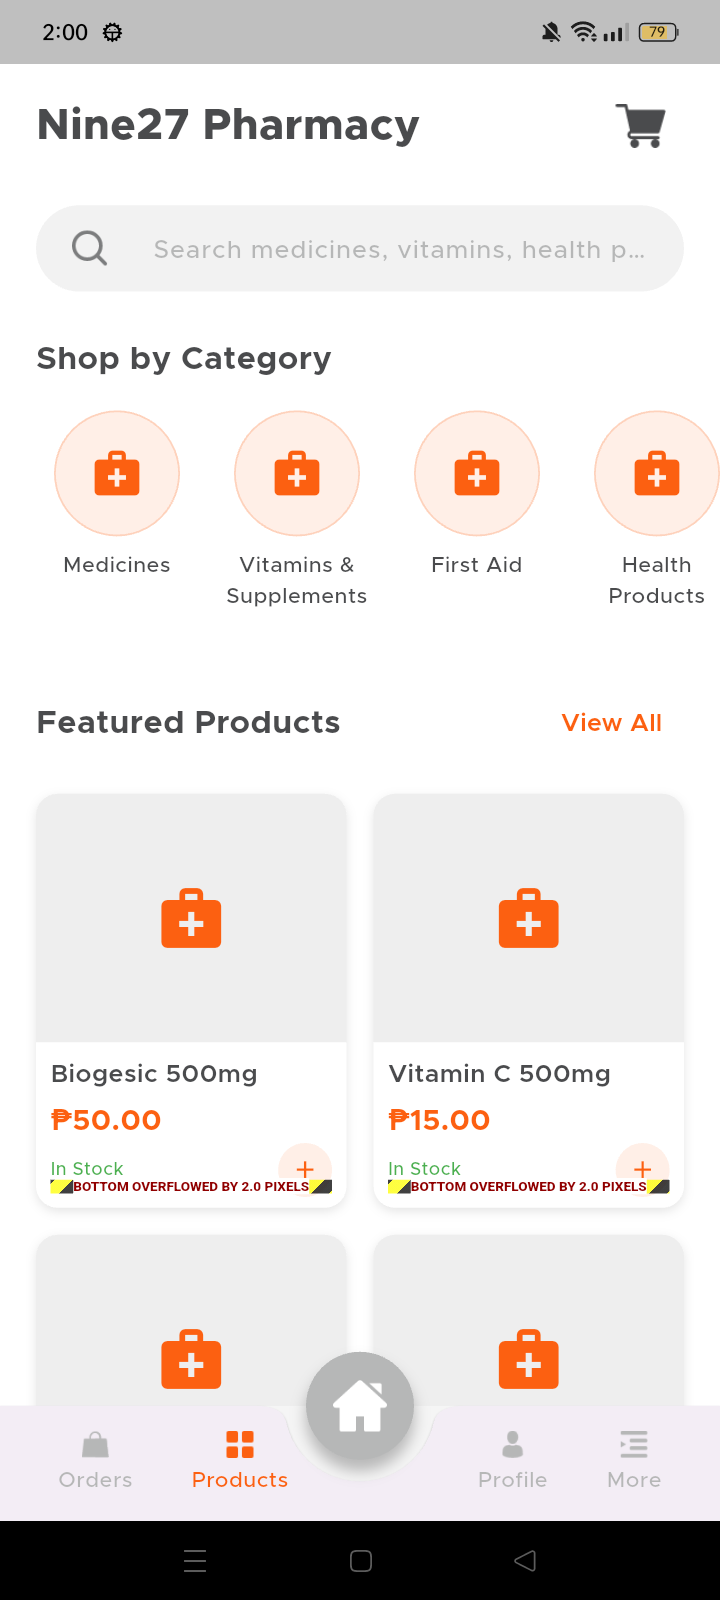 2:00
79
Nine27 Pharmacy
Search medicines, vitamins, health p...
Shop by Category
Medicines
Vitamins &
Supplements
First Aid
Health
Products
Featured Products
View All
Biogesic 500mg
₱50.00
In Stock
+
BOTTOM OVERFLOWED BY 2.0 PIXELS
Vitamin C 500mg
₱15.00
In Stock
+
BOTTOM OVERFLOWED BY 2.0 PIXELS
Orders
Products
Profile
More